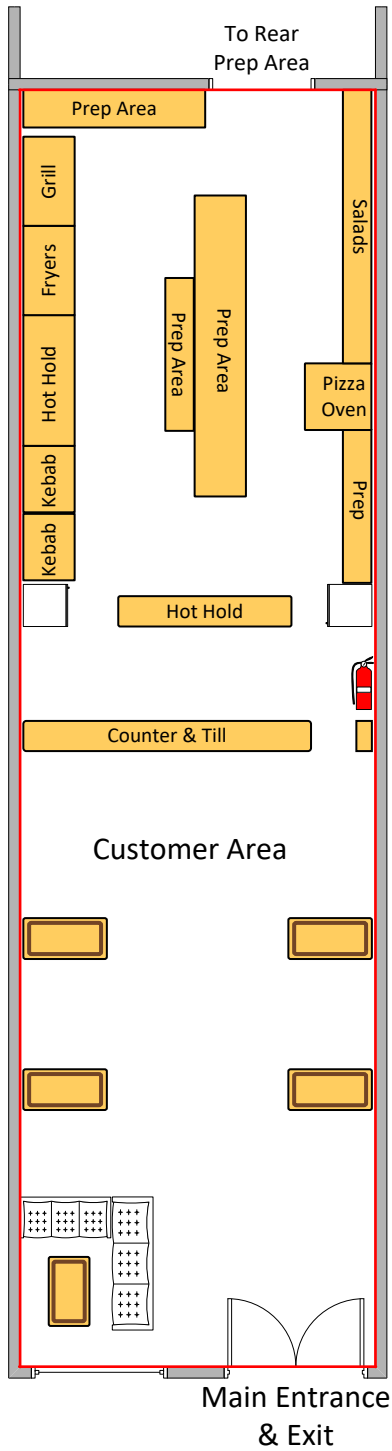 To Rear
Prep Area
Prep Area
Grill
Salads
Fryers
Prep Area
Prep Area
Hot Hold
Pizza
Oven
Kebab
Prep
Kebab
Hot Hold
Counter & Till
Customer Area
Main Entrance
& Exit